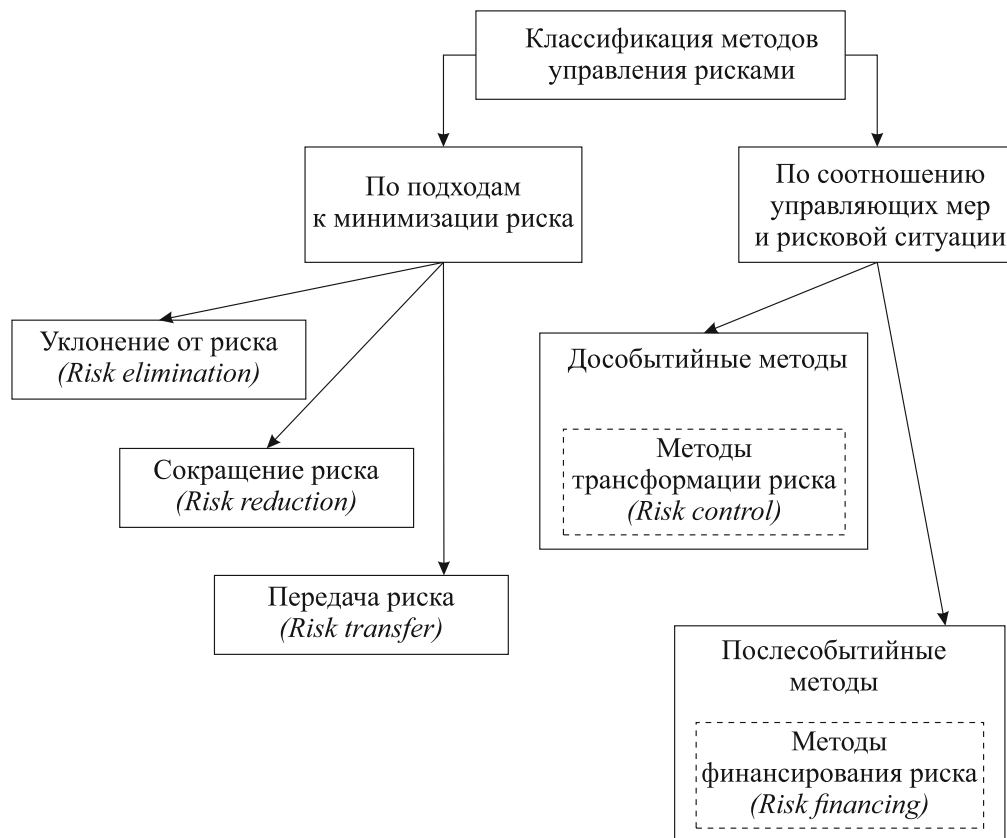 Классификация методов
управления рисками
По подходам
к минимизации риска
По соотношению
управляющих мер
и рисковой ситуации
Уклонение от риска
(Risk elimination)
Сокращение риска
(Risk reduction)
Передача риска
(Risk transfer)
Дособытийные методы
Методы
трансформации риска
(Risk control)
Послесобытийные
методы
Методы
финансирования риска
(Risk financing)